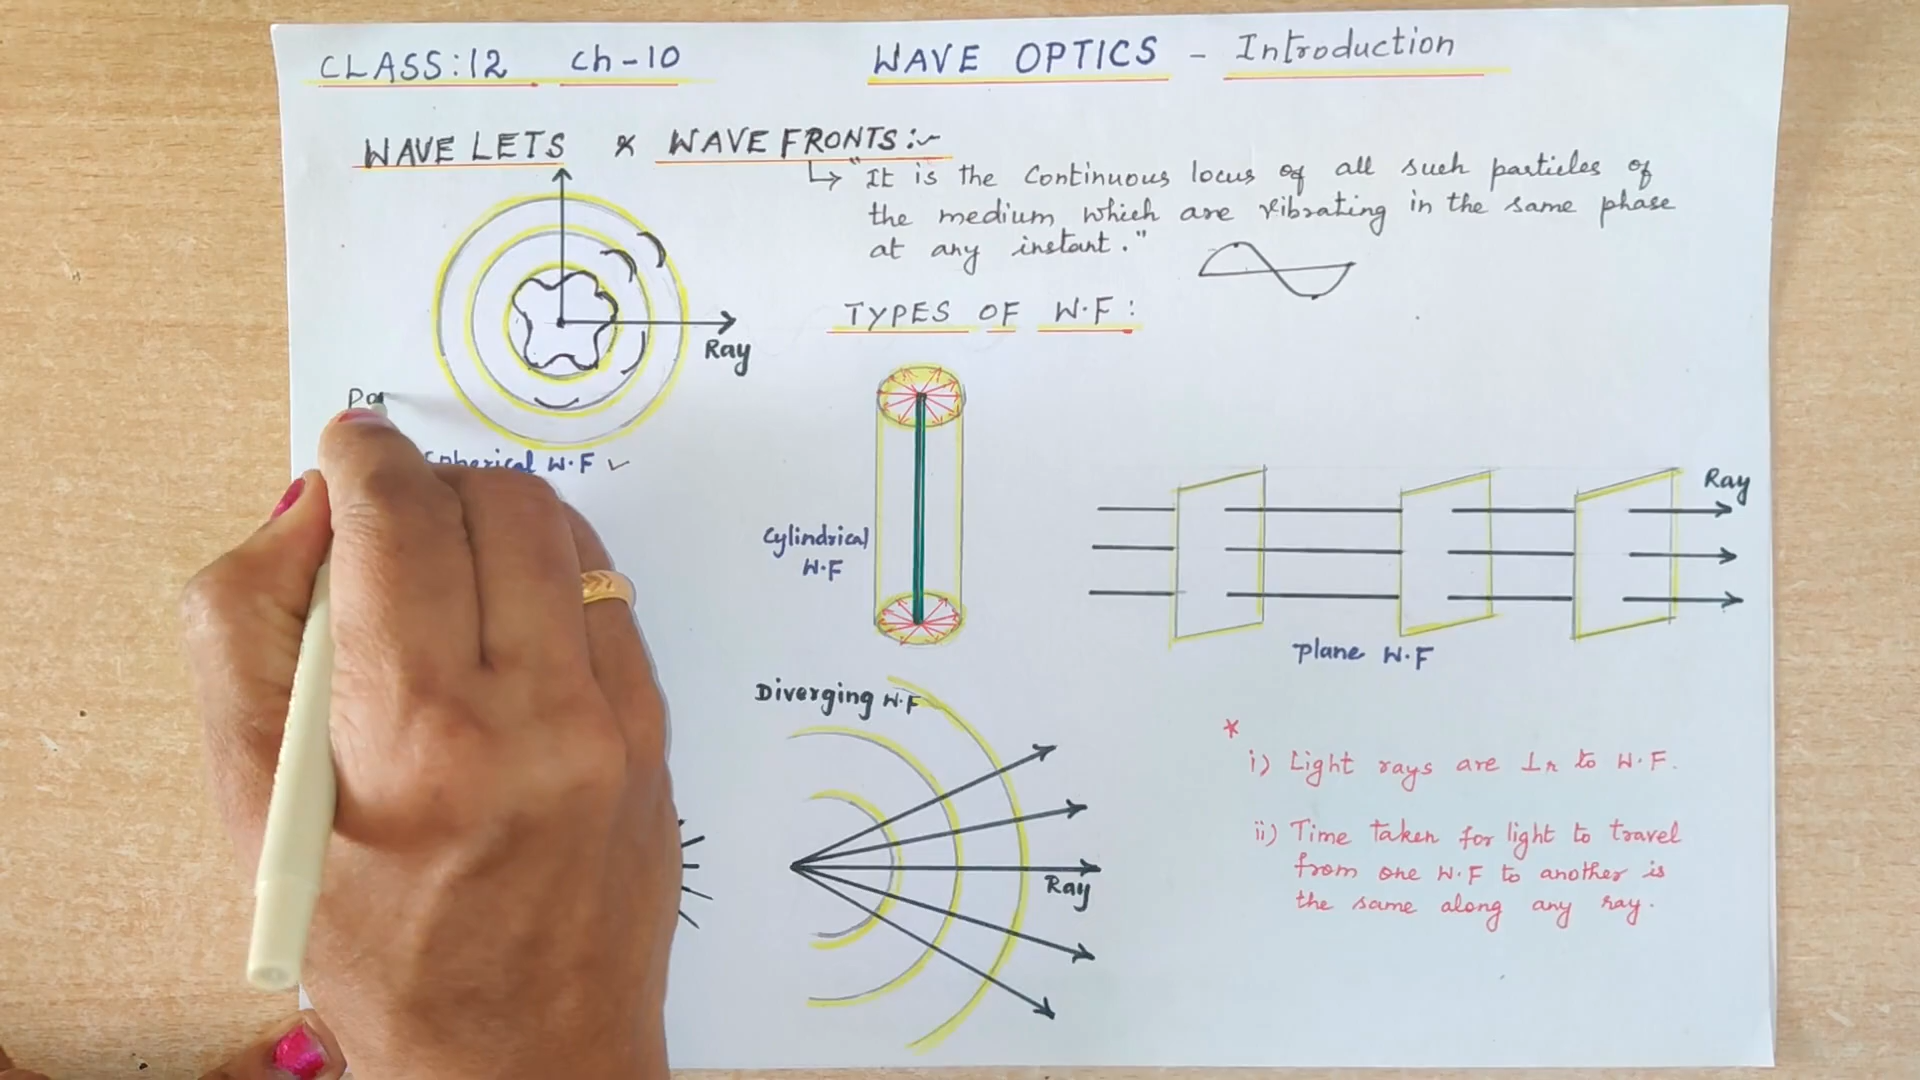 CLASS:12 Ch-10 WAVE OPTICS - Introduction
WAVE LETS & WAVE FRONTS:-
"It is the continuous locus of all such particles of
the medium which are vibrating in the same phase
at any instant."
TYPES OF W.F:
Ray
Spherical W.F ✓
Cylindrical
W.F
Ray
Plane W.F
Diverging W.F
Ray
*
i) Light rays are ⊥r to W.F.
ii) Time taken for light to travel
from one W.F to another is
the same along any ray.